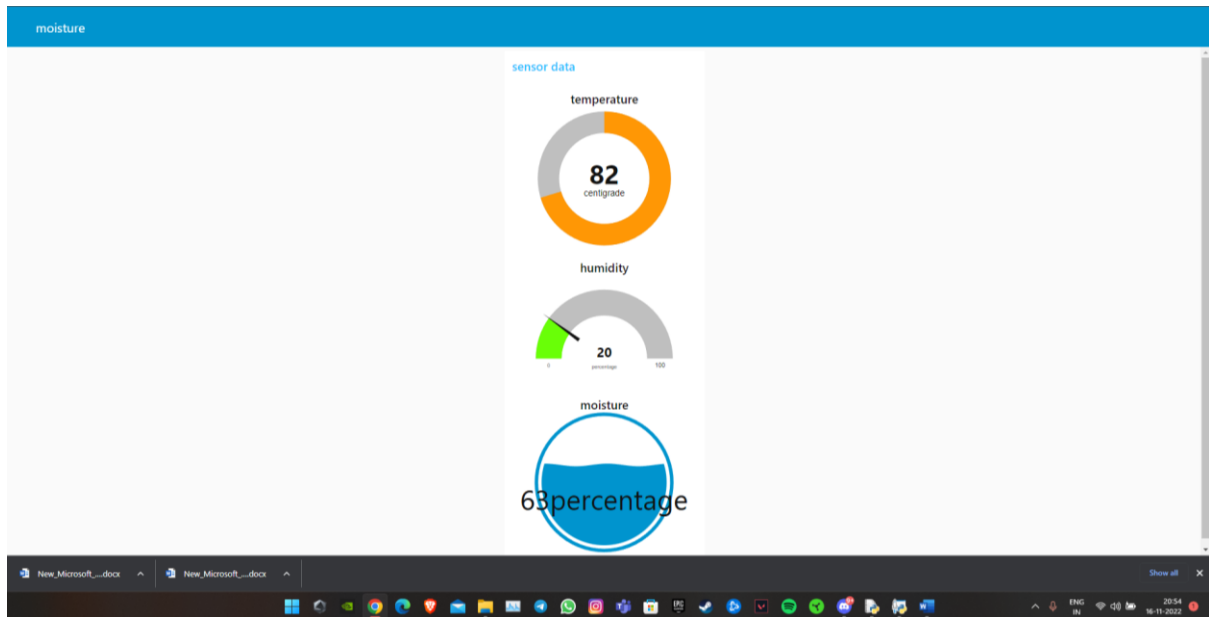 moisture
sensor data
temperature
82
centigrade
humidity
20
0 percentage 100
moisture
63percentage
New_Microsoft_....docx New_Microsoft_....docx Show all
ENG 20:54
IN 16-11-2022